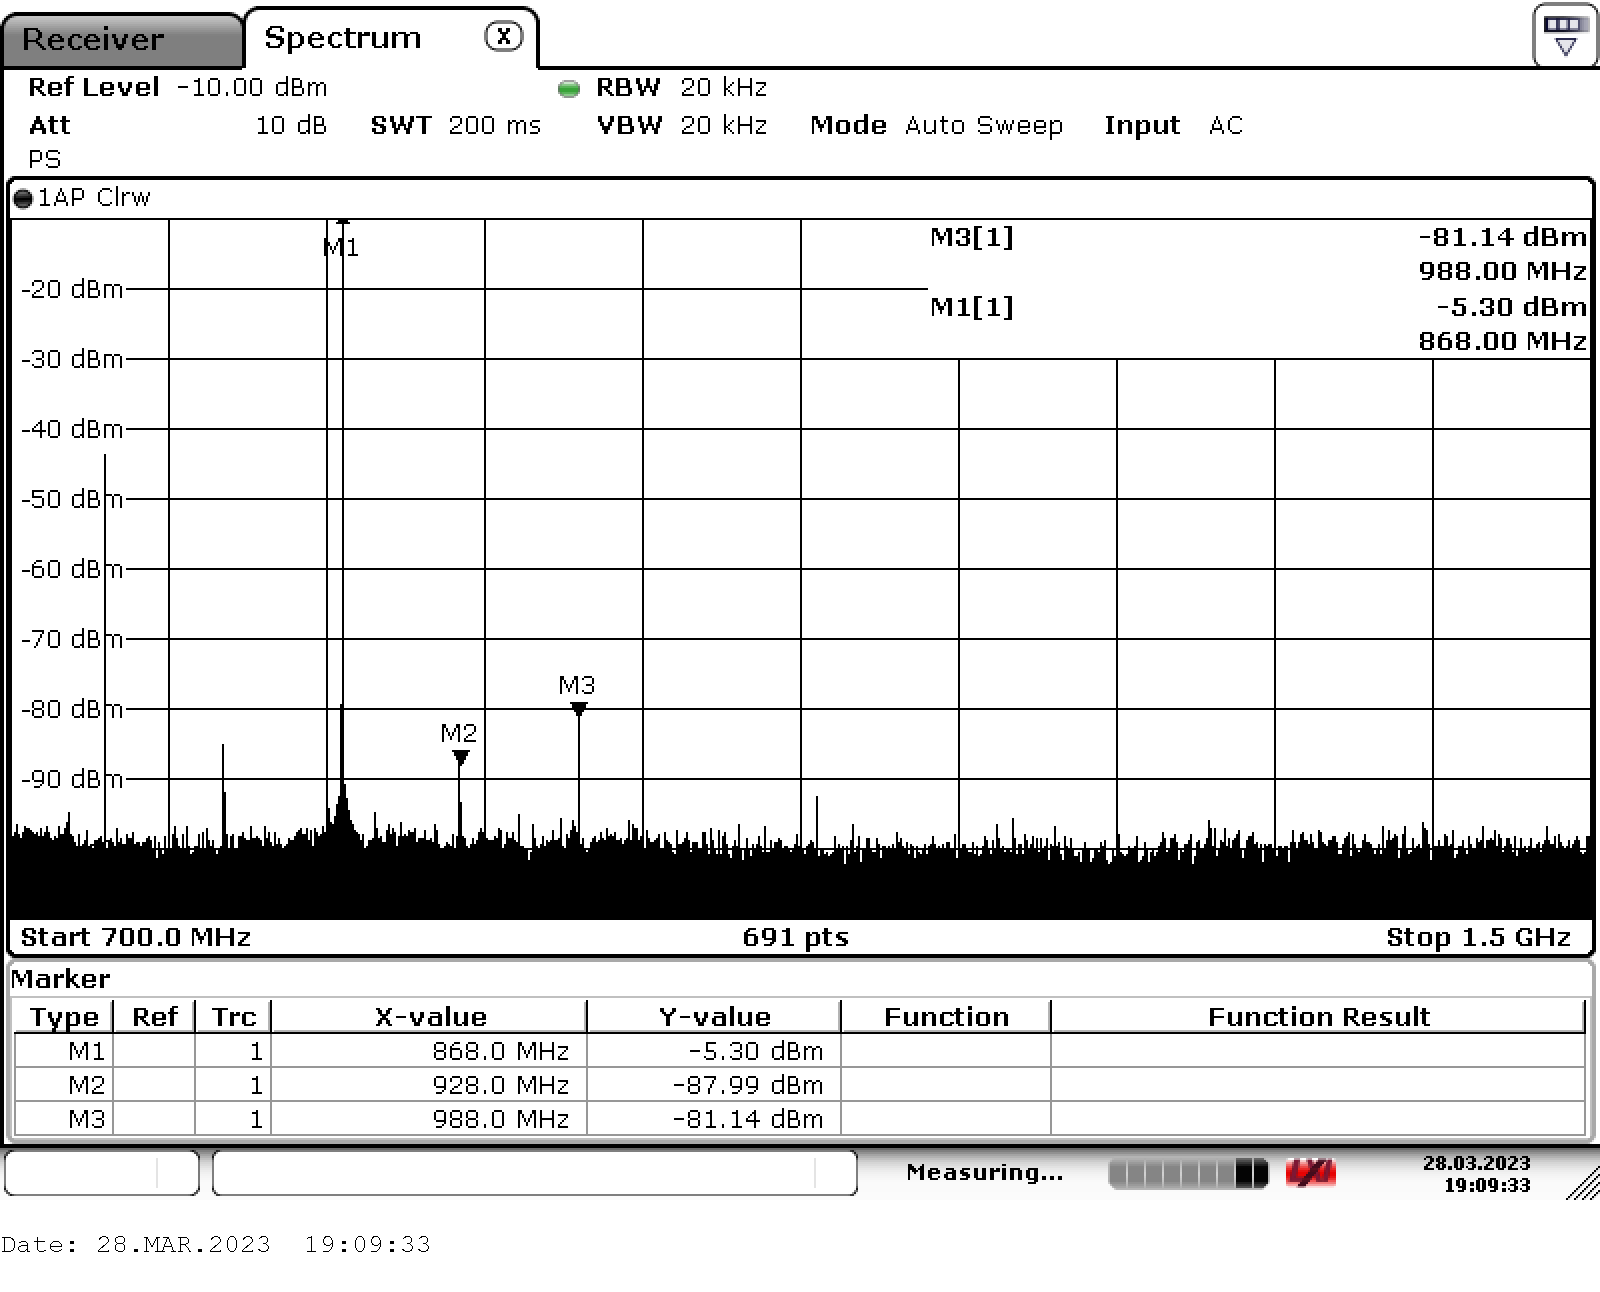 Receiver
Spectrum X
Ref Level -10.00 dBm RBW 20 kHz
Att 10 dB SWT 200 ms VBW 20 kHz Mode Auto Sweep Input AC
PS
1AP Clrw
M3[1] -81.14 dBm
988.00 MHz
M1[1] -5.30 dBm
868.00 MHz
M1
-20 dBm
-30 dBm
-40 dBm
-50 dBm
-60 dBm
-70 dBm
M3
-80 dBm
M2
-90 dBm
Start 700.0 MHz 691 pts Stop 1.5 GHz
Marker
Type Ref Trc X-value Y-value Function Function Result
M1 1 868.0 MHz -5.30 dBm
M2 1 928.0 MHz -87.99 dBm
M3 1 988.0 MHz -81.14 dBm
Measuring... LXI 28.03.2023
19:09:33
Date: 28.MAR.2023 19:09:33